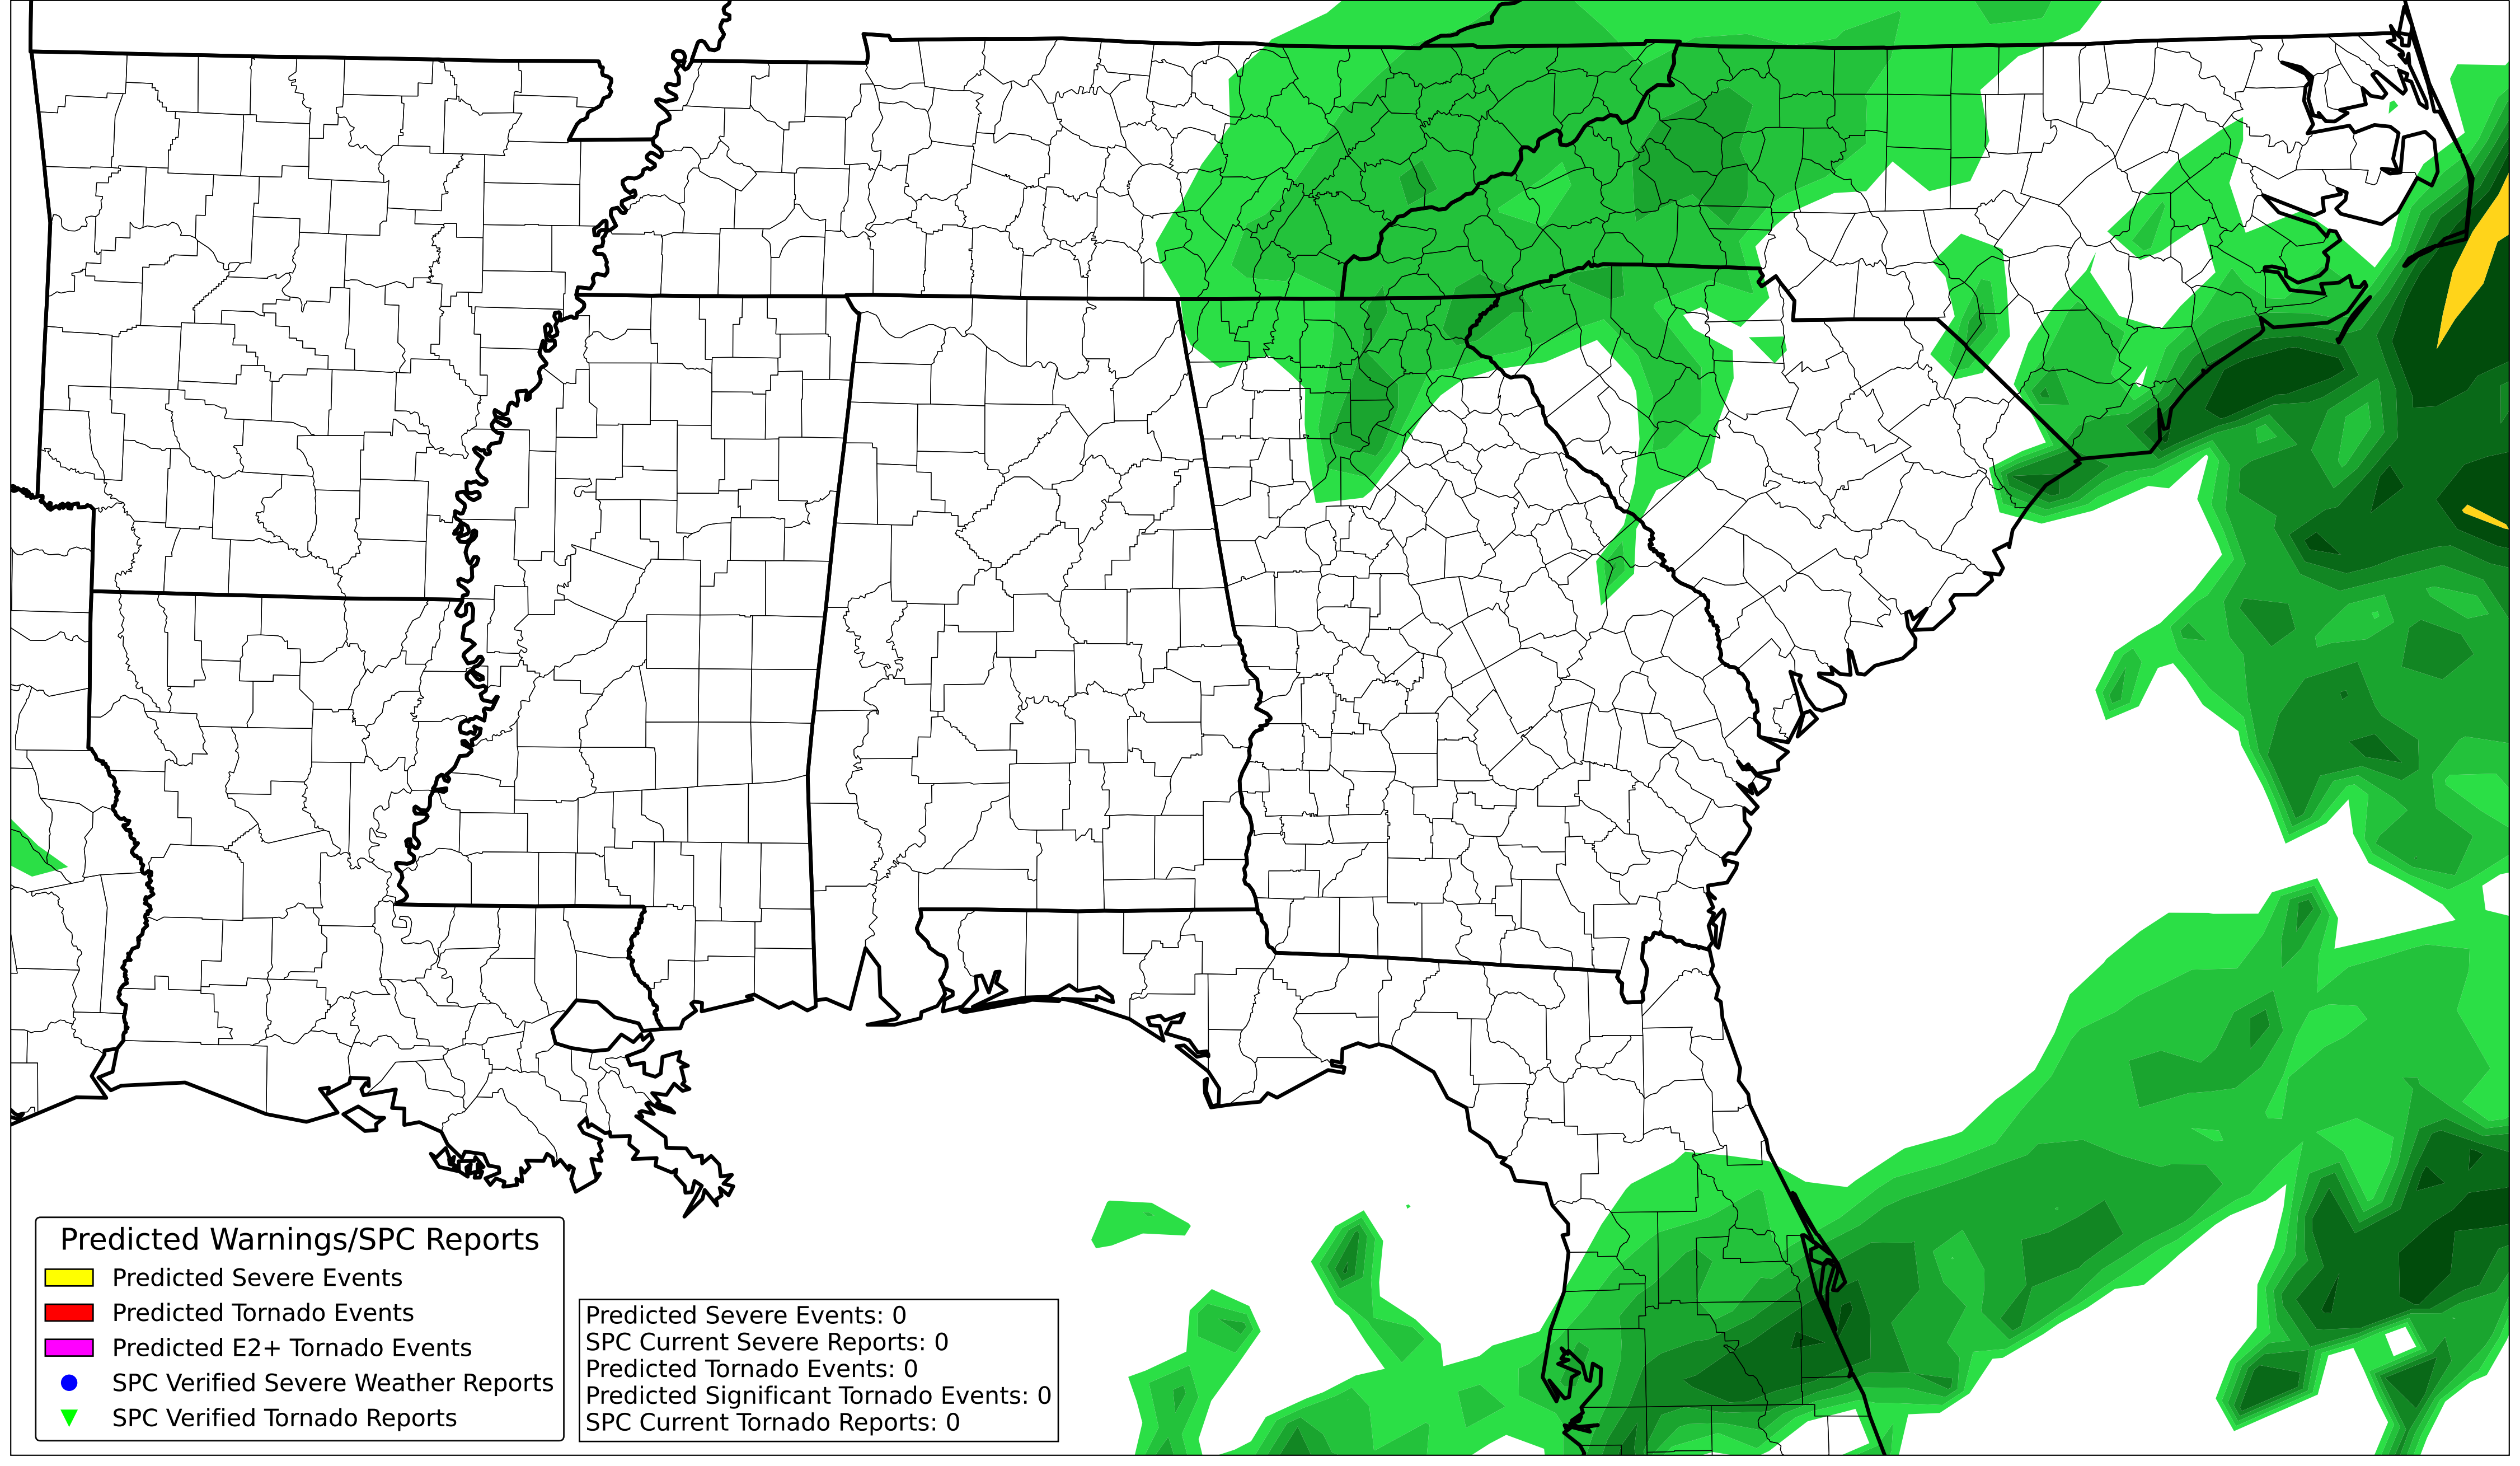 Predicted Warnings/SPC Reports
Predicted Severe Events
Predicted Tornado Events
Predicted E2+ Tornado Events
SPC Verified Severe Weather Reports
SPC Verified Tornado Reports
Predicted Severe Events: 0
SPC Current Severe Reports: 0
Predicted Tornado Events: 0
Predicted Significant Tornado Events: 0
SPC Current Tornado Reports: 0